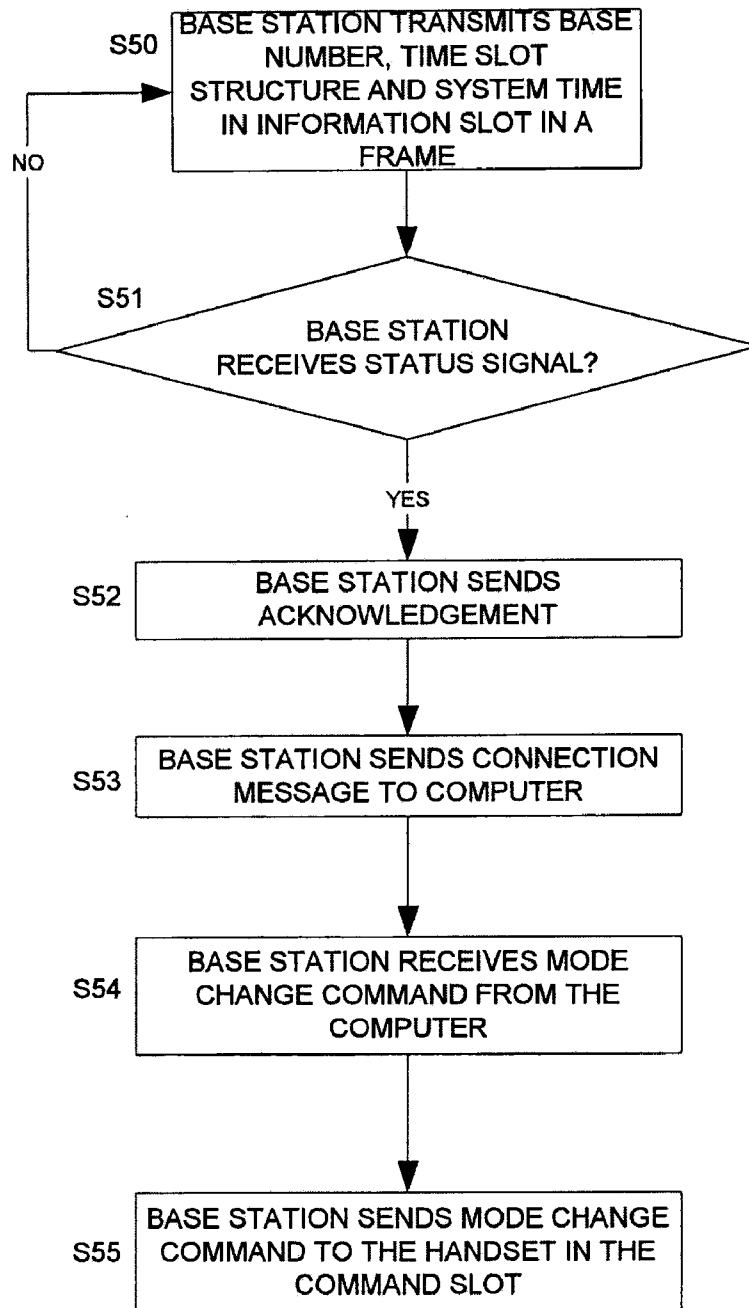 S50
BASE STATION TRANSMITS BASE
NUMBER, TIME SLOT
STRUCTURE AND SYSTEM TIME
IN INFORMATION SLOT IN A
FRAME
NO
S51
BASE STATION
RECEIVES STATUS SIGNAL?
YES
S52
BASE STATION SENDS
ACKNOWLEDGEMENT
S53
BASE STATION SENDS CONNECTION
MESSAGE TO COMPUTER
S54
BASE STATION RECEIVES MODE
CHANGE COMMAND FROM THE
COMPUTER
S55
BASE STATION SENDS MODE CHANGE
COMMAND TO THE HANDSET IN THE
COMMAND SLOT